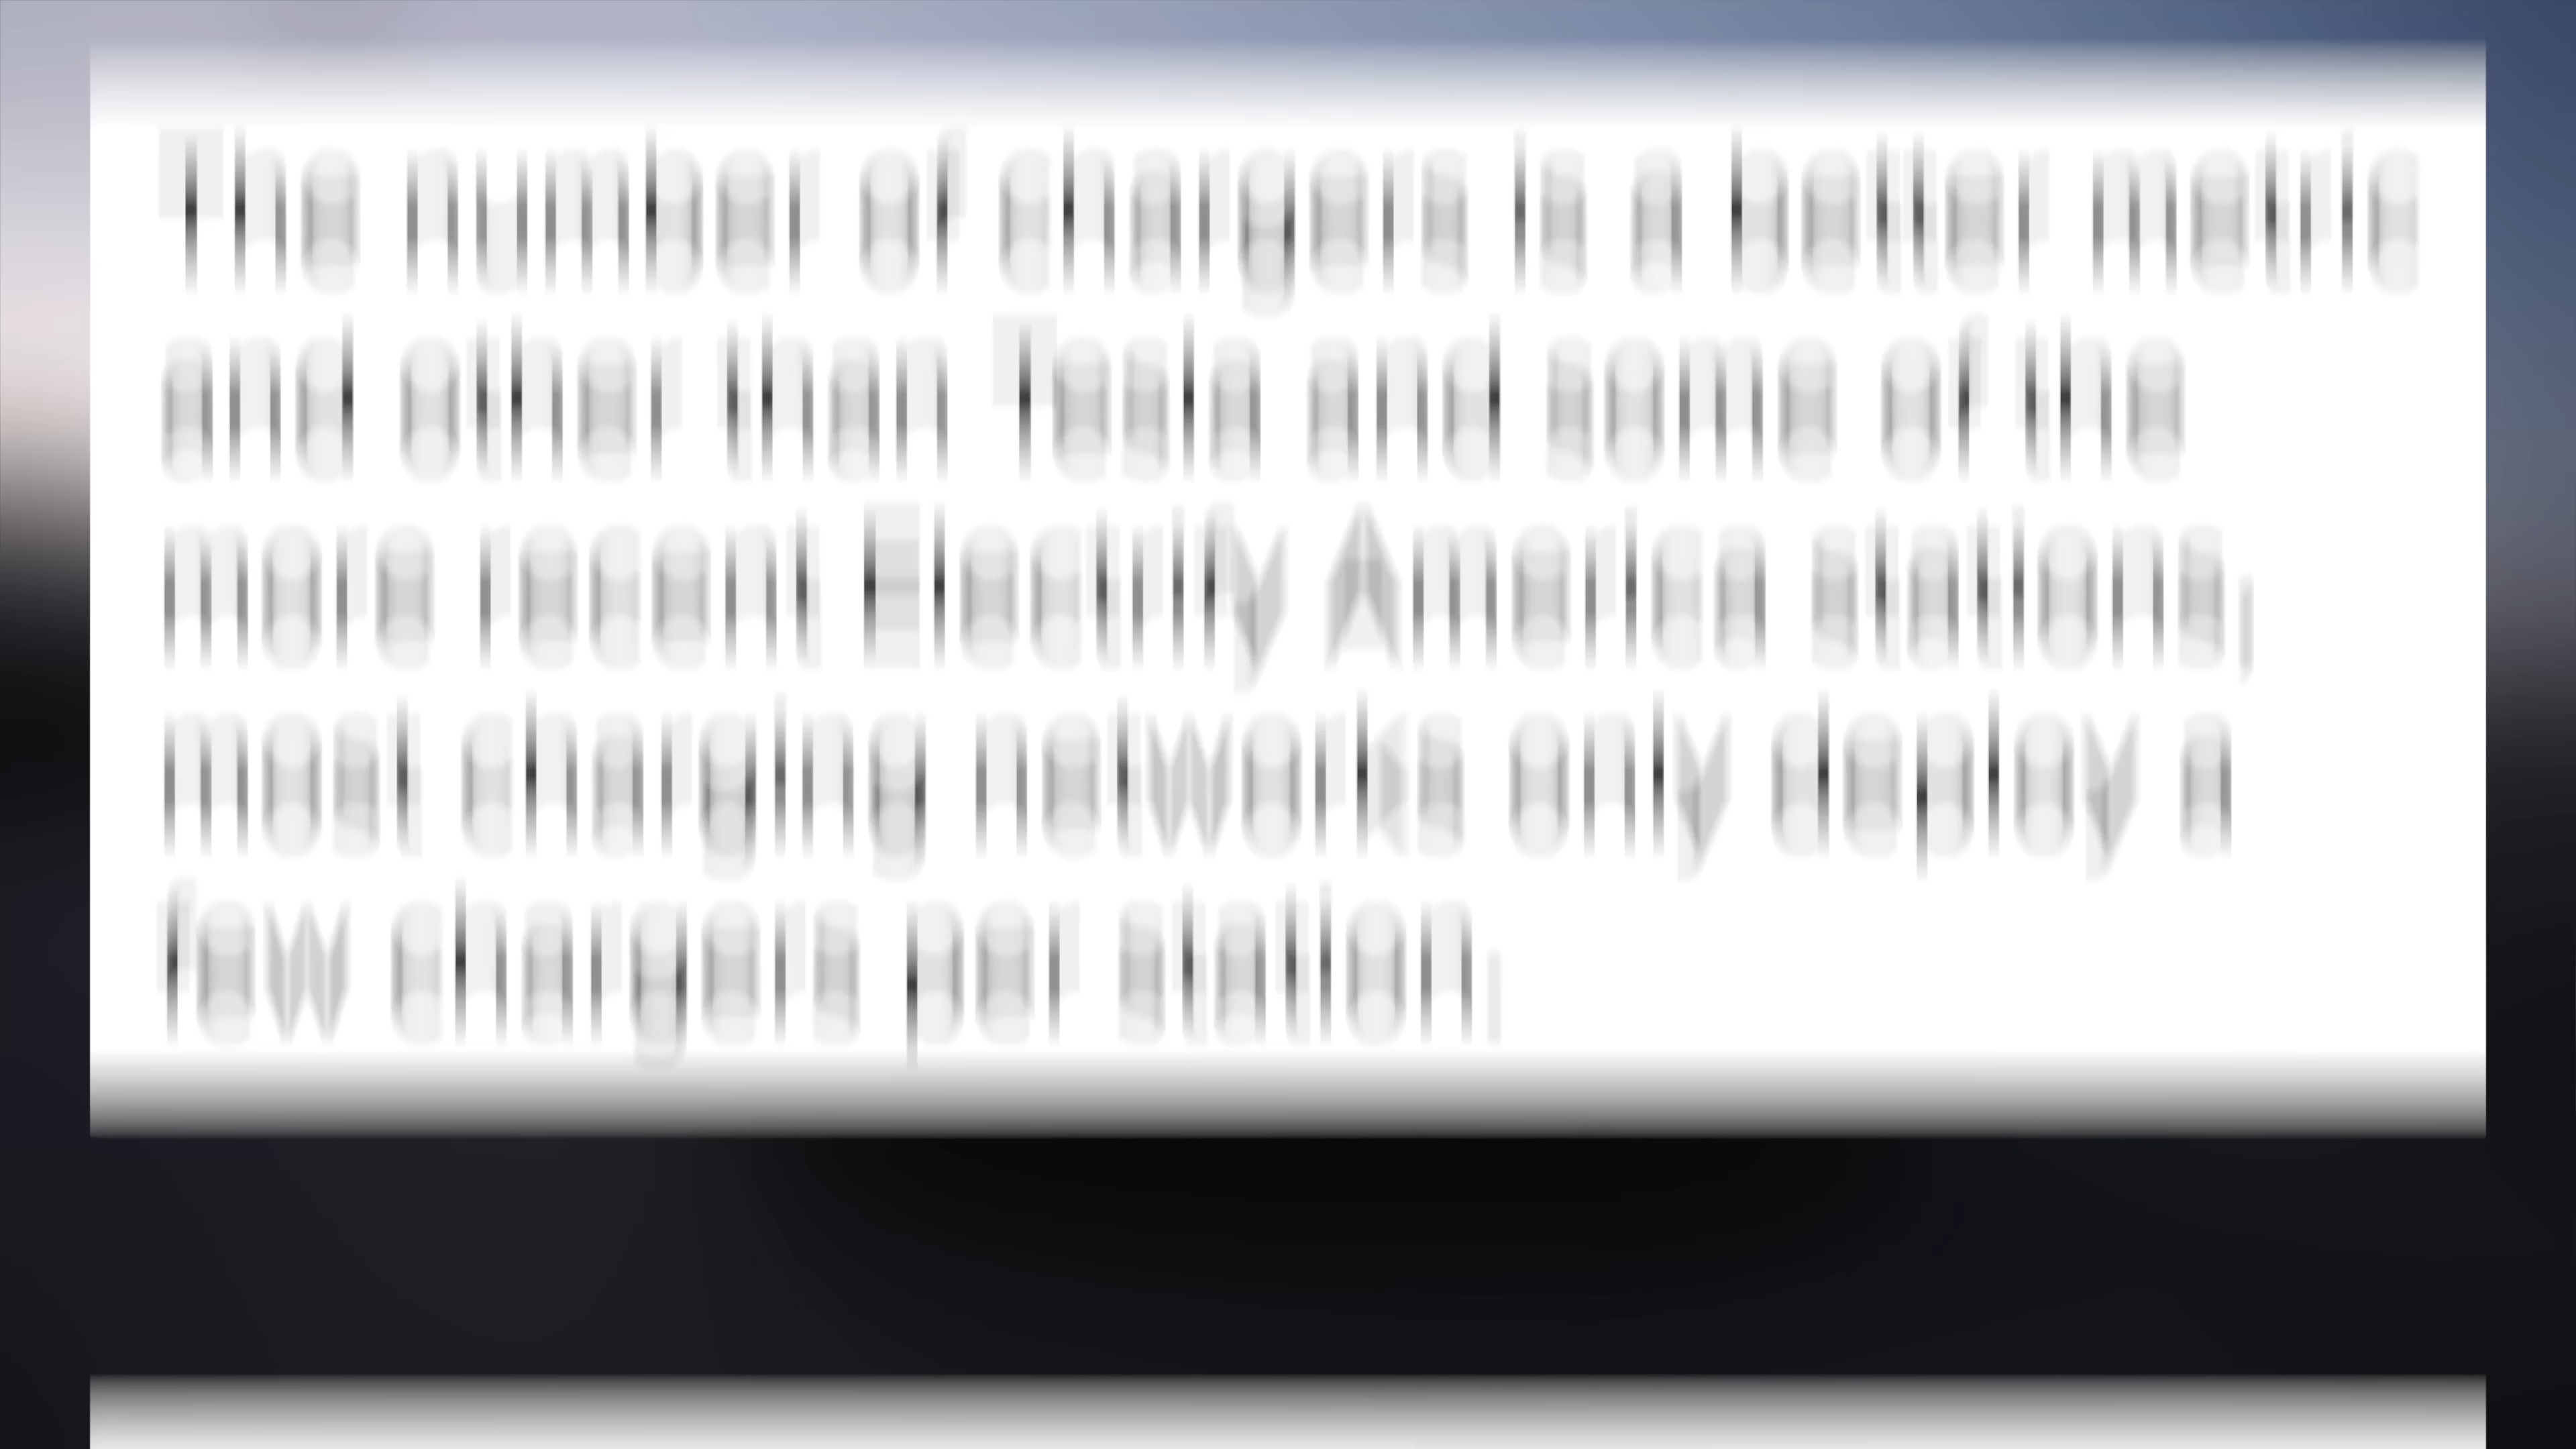 The number of chargers is a better metric
and other than Tesla and some of the
more recent Electrify America stations,
most charging networks only deploy a
few chargers per station.